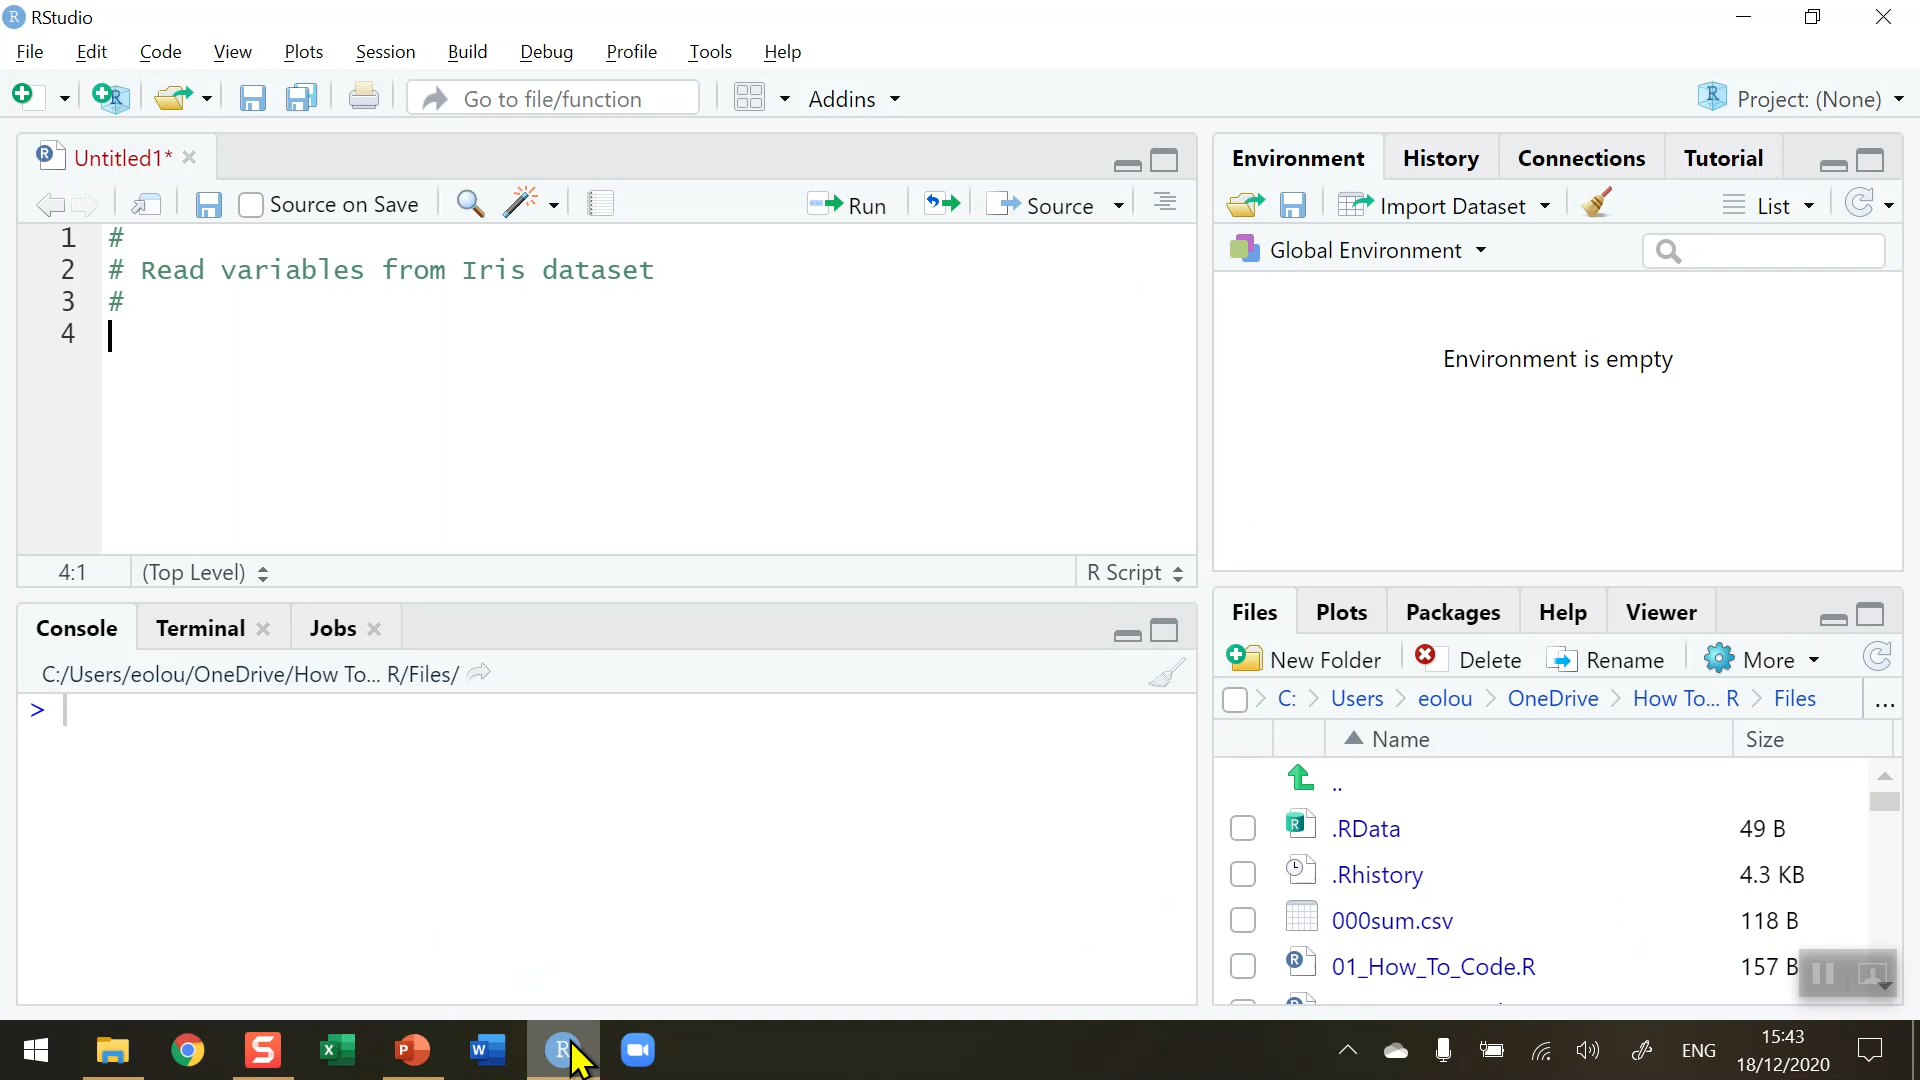 RStudio
File Edit Code View Plots Session Build Debug Profile Tools Help
Go to file/function Addins Project: (None)
Untitled1*
Source on Save Run Source
1 #
2 # Read variables from Iris dataset
3 #
4
4:1 (Top Level) R Script
Console Terminal Jobs
C:/Users/eolou/OneDrive/How To... R/Files/
>
Environment History Connections Tutorial
Import Dataset List
Global Environment
Environment is empty
Files Plots Packages Help Viewer
New Folder Delete Rename More
C: Users eolou OneDrive How To... R Files ...
Name Size
..
.RData 49 B
.Rhistory 4.3 KB
000sum.csv 118 B
01_How_To_Code.R 157 B
ENG 15:43
18/12/2020